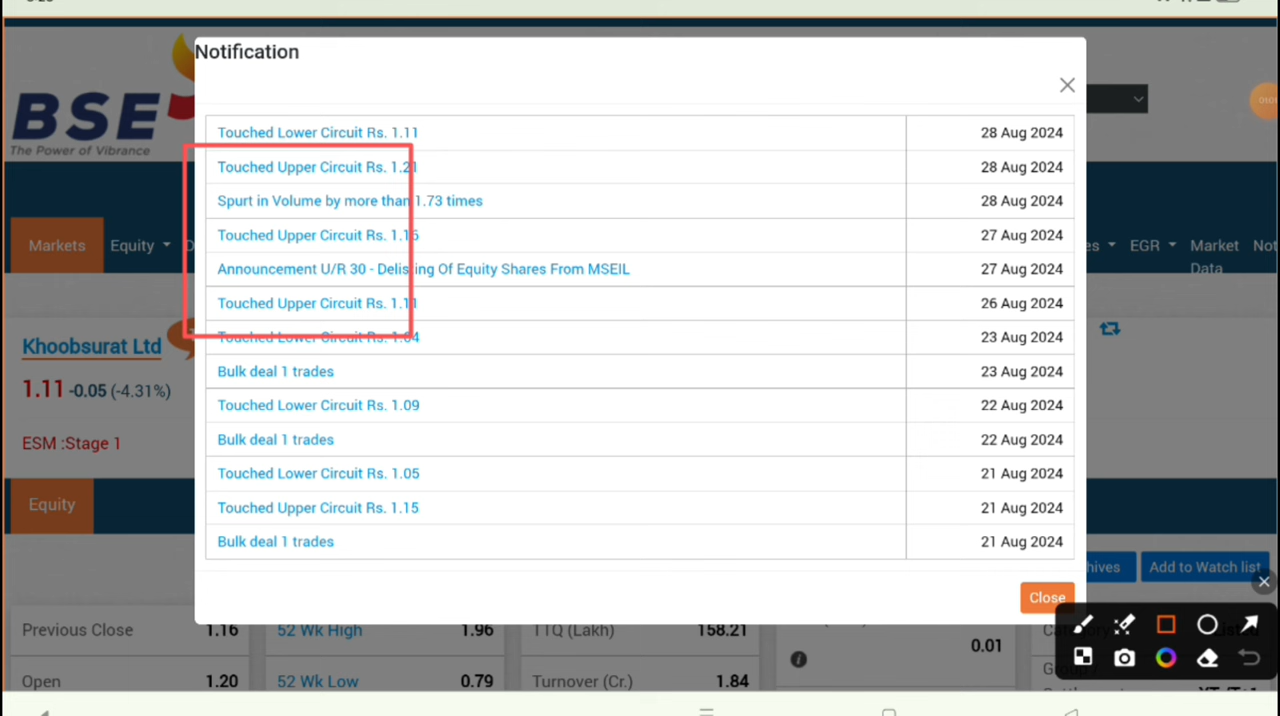 Notification
BSE
The Power of Vibrance
Touched Lower Circuit Rs. 1.11 28 Aug 2024
Touched Upper Circuit Rs. 1.21 28 Aug 2024
Spurt in Volume by more than 1.73 times 28 Aug 2024
Touched Upper Circuit Rs. 1.16 27 Aug 2024
Announcement U/R 30 - Delisting Of Equity Shares From MSEIL 27 Aug 2024
Touched Upper Circuit Rs. 1.11 26 Aug 2024
Touched Lower Circuit Rs. 1.04 23 Aug 2024
Bulk deal 1 trades 23 Aug 2024
Touched Lower Circuit Rs. 1.09 22 Aug 2024
Bulk deal 1 trades 22 Aug 2024
Touched Lower Circuit Rs. 1.05 21 Aug 2024
Touched Upper Circuit Rs. 1.15 21 Aug 2024
Bulk deal 1 trades 21 Aug 2024
Close
Markets Equity D
es EGR Market Not
Data
Khoobsurat Ltd
1.11 -0.05 (-4.31%)
ESM :Stage 1
Equity
hives Add to Watch list
Previous Close 1.16 52 Wk High 1.96 TTQ (Lakh) 158.21
0.01
Open 1.20 52 Wk Low 0.79 Turnover (Cr.) 1.84